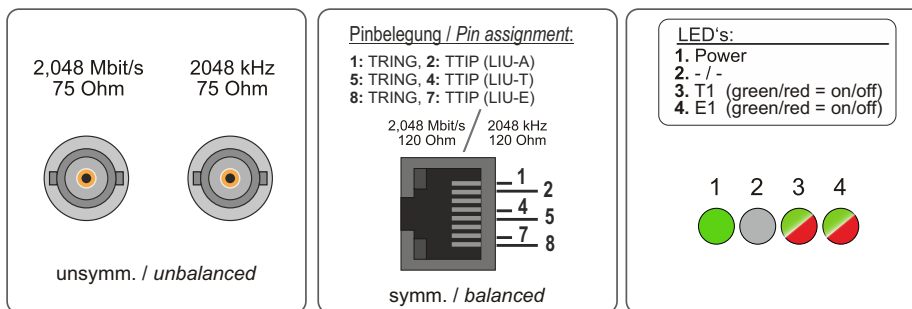 2,048 Mbit/s
75 Ohm
2048 kHz
75 Ohm
unsymm. / unbalanced
Pinbelegung / Pin assignment:
1: TRING, 2: TTIP (LIU-A)
5: TRING, 4: TTIP (LIU-T)
8: TRING, 7: TTIP (LIU-E)
2,048 Mbit/s
120 Ohm
2048 kHz
120 Ohm
1
2
4
5
7
8
symm. / balanced
LED‘s:
1. Power
2. - / -
3. T1 (green/red = on/off)
4. E1 (green/red = on/off)
1 2 3 4